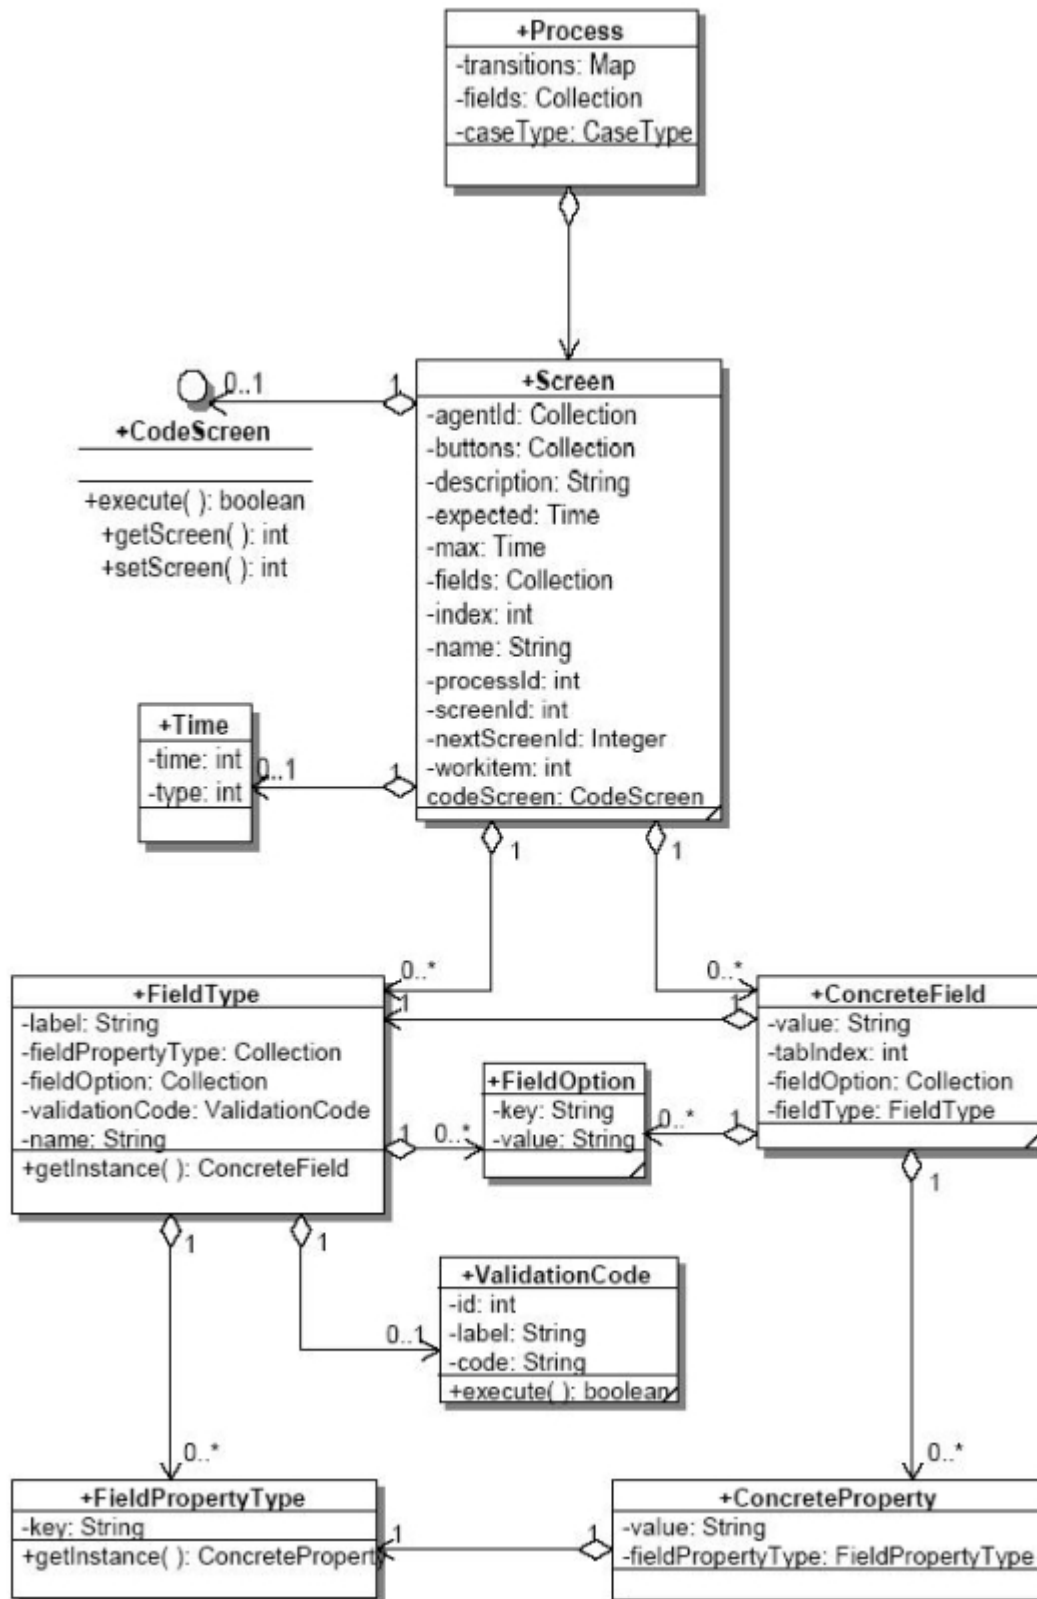 +Process
-transitions: Map
-fields: Collection
-caseType: CaseType
+Screen
-agentId: Collection
-buttons: Collection
-description: String
-expected: Time
-max: Time
-fields: Collection
-index: int
-name: String
-processId: int
-screenId: int
-nextScreenId: Integer
-workitem: int
codeScreen: CodeScreen
0..1
1
+CodeScreen
+execute( ): boolean
+getScreen( ): int
+setScreen( ): int
+Time
-time: int
-type: int
0..1
1
1
1
0..*
0..*
+FieldType
-label: String
-fieldPropertyType: Collection
-fieldOption: Collection
-validationCode: ValidationCode
-name: String
+getInstance( ): ConcreteField
1
1
+ConcreteField
-value: String
-tabIndex: int
-fieldOption: Collection
-fieldType: FieldType
+FieldOption
-key: String
-value: String
1
0..*
0..*
1
1
1
1
+ValidationCode
-id: int
-label: String
-code: String
+execute( ): boolean
0..1
0..*
0..*
+FieldPropertyType
-key: String
+getInstance( ): ConcretePropert
1
1
+ConcreteProperty
-value: String
-fieldPropertyType: FieldPropertyType